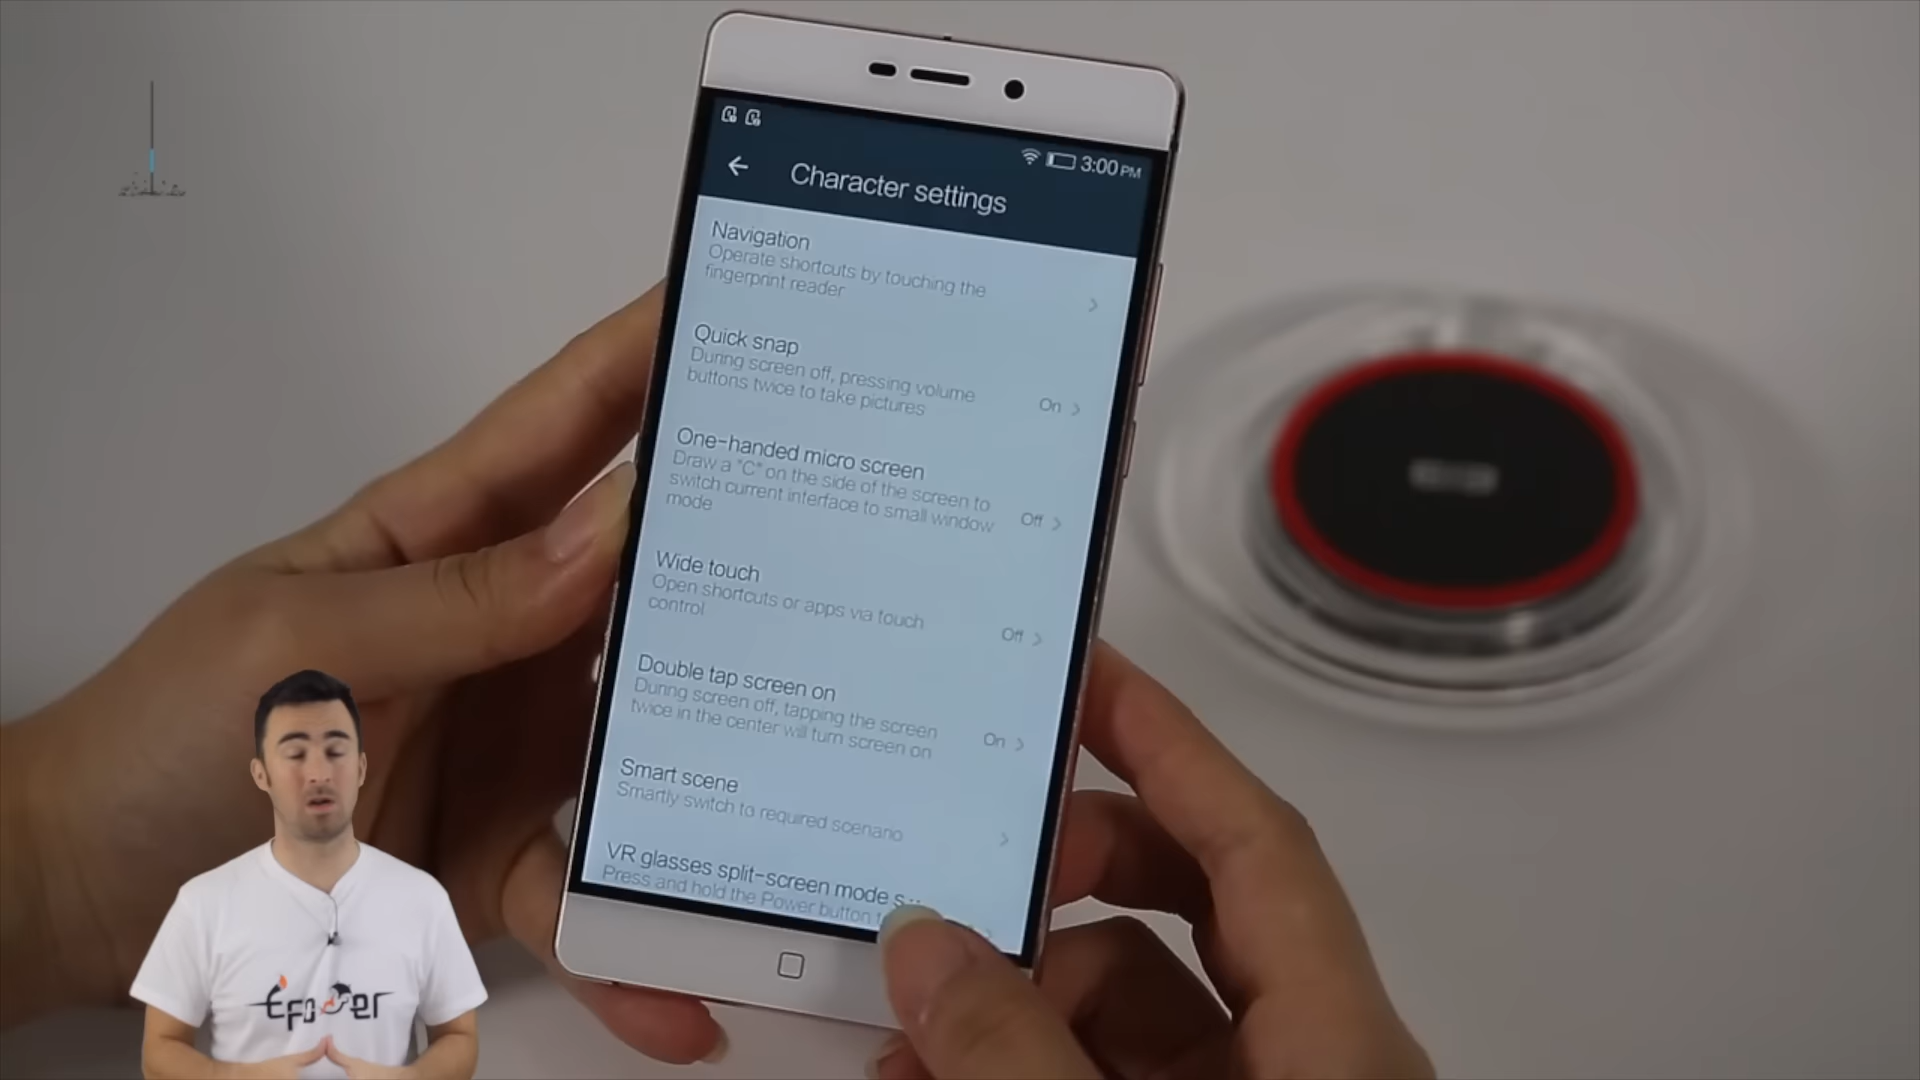 3:00 PM
Character settings
Navigation
Operate shortcuts by touching the
fingerprint reader
Quick snap
During screen off, pressing volume
buttons twice to take pictures
On
One-handed micro screen
Draw a "C" on the side of the screen to
switch current interface to small window
mode
Off
Wide touch
Open shortcuts or apps via touch
control
Off
Double tap screen on
During screen off, tapping the screen
twice in the center will turn screen on
On
Smart scene
Smartly switch to required scenario
VR glasses split-screen mode s...
Press and hold the Power button
Efower